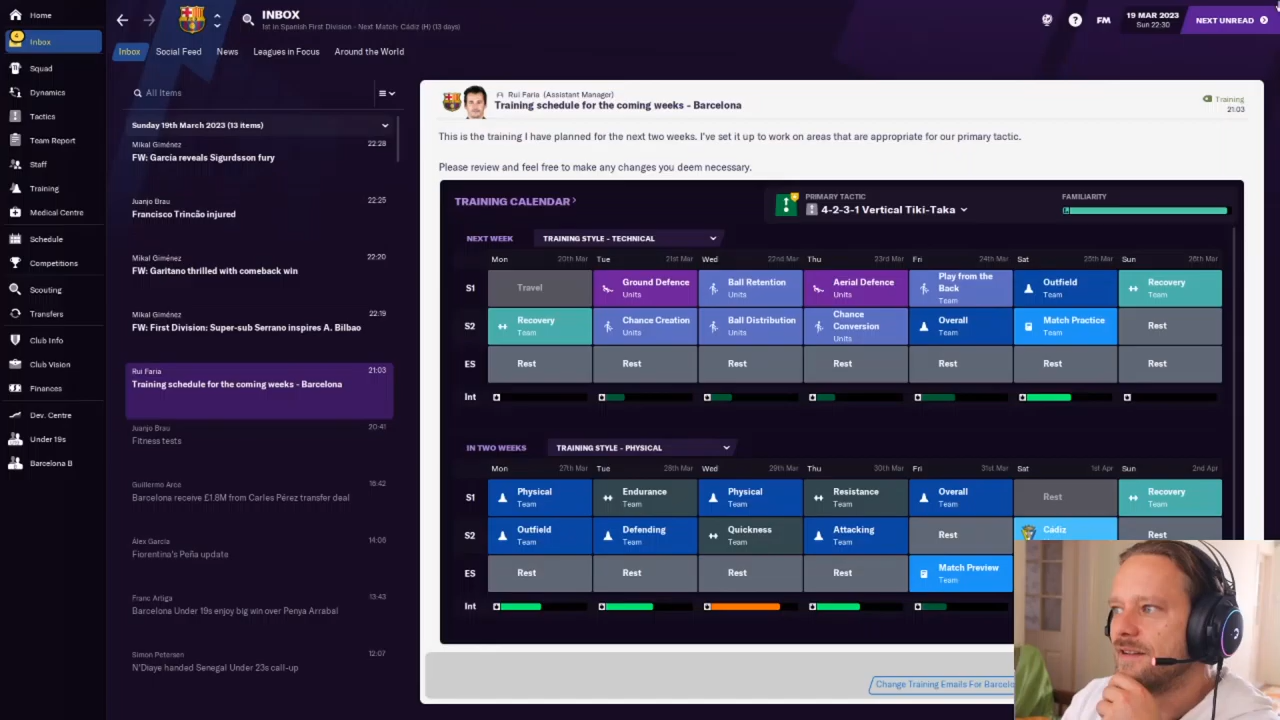 Home
INBOX
1st in Spanish First Division - Next Match: Cádiz (H) (13 days)
FM
19 MAR 2023
Sun 22:30
NEXT UNREAD
4
Inbox
Squad
Dynamics
Tactics
Team Report
Staff
Training
Medical Centre
Schedule
Competitions
Scouting
Transfers
Club Info
Club Vision
Finances
Dev. Centre
Under 19s
Barcelona B
Inbox
Social Feed
News
Leagues in Focus
Around the World
All Items
Sunday 19th March 2023 (13 items)
Mikal Giménez
22:28
FW: García reveals Sigurdsson fury
Juanjo Brau
22:25
Francisco Trincão injured
Mikal Giménez
22:20
FW: Garitano thrilled with comeback win
Mikal Giménez
22:19
FW: First Division: Super-sub Serrano inspires A. Bilbao
Rui Faria
21:03
Training schedule for the coming weeks - Barcelona
Juanjo Brau
20:41
Fitness tests
Guillermo Arce
18:42
Barcelona receive £1.8M from Carles Pérez transfer deal
Álex García
14:06
Fiorentina's Peña update
Franc Artiga
13:43
Barcelona Under 19s enjoy big win over Penya Arrabal
Simon Petersen
12:07
N'Diaye handed Senegal Under 23s call-up
Rui Faria (Assistant Manager)
Training schedule for the coming weeks - Barcelona
Training
21:03
This is the training I have planned for the next two weeks. I've set it up to work on areas that are appropriate for our primary tactic.
Please review and feel free to make any changes you deem necessary.
TRAINING CALENDAR
PRIMARY TACTIC
4-2-3-1 Vertical Tiki-Taka
FAMILIARITY
NEXT WEEK
TRAINING STYLE - TECHNICAL
Mon 20th Mar Tue 21st Mar Wed 22nd Mar Thu 23rd Mar Fri 24th Mar Sat 25th Mar Sun 26th Mar
S1
Travel
Ground Defence
Units
Ball Retention
Units
Aerial Defence
Units
Play from the
Back
Team
Outfield
Team
Recovery
Team
S2
Recovery
Team
Chance Creation
Units
Ball Distribution
Units
Chance
Conversion
Units
Overall
Team
Match Practice
Team
Rest
ES
Rest Rest Rest Rest Rest Rest Rest
Int
IN TWO WEEKS
TRAINING STYLE - PHYSICAL
Mon 27th Mar Tue 28th Mar Wed 29th Mar Thu 30th Mar Fri 31st Mar Sat 1st Apr Sun 2nd Apr
S1
Physical
Team
Endurance
Team
Physical
Team
Resistance
Team
Overall
Team
Rest
Recovery
Team
S2
Outfield
Team
Defending
Team
Quickness
Team
Attacking
Team
Rest
Cádiz
Rest
ES
Rest Rest Rest Rest
Match Preview
Team
Int
Change Training Emails For Barcelo